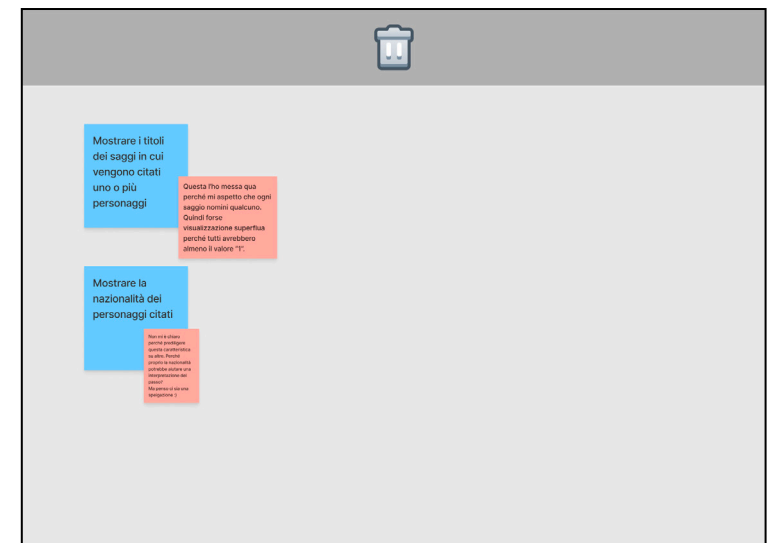 Mostrare i titoli
dei saggi in cui
vengono citati
uno o più
personaggi
Questa l'ho messa qua
perché mi aspetto che ogni
saggio nomini qualcuno.
Quindi forse
visualizzazione superflua
perché tutti avrebbero
almeno il valore "1".
Mostrare la
nazionalità dei
personaggi citati
Non mi è chiaro
perché prediligere
questa caratteristica
su altre. Perché
proprio la nazionalità
potrebbe aiutare una
interpretazione del
passo?
Ma penso ci sia una
spiegazione :)